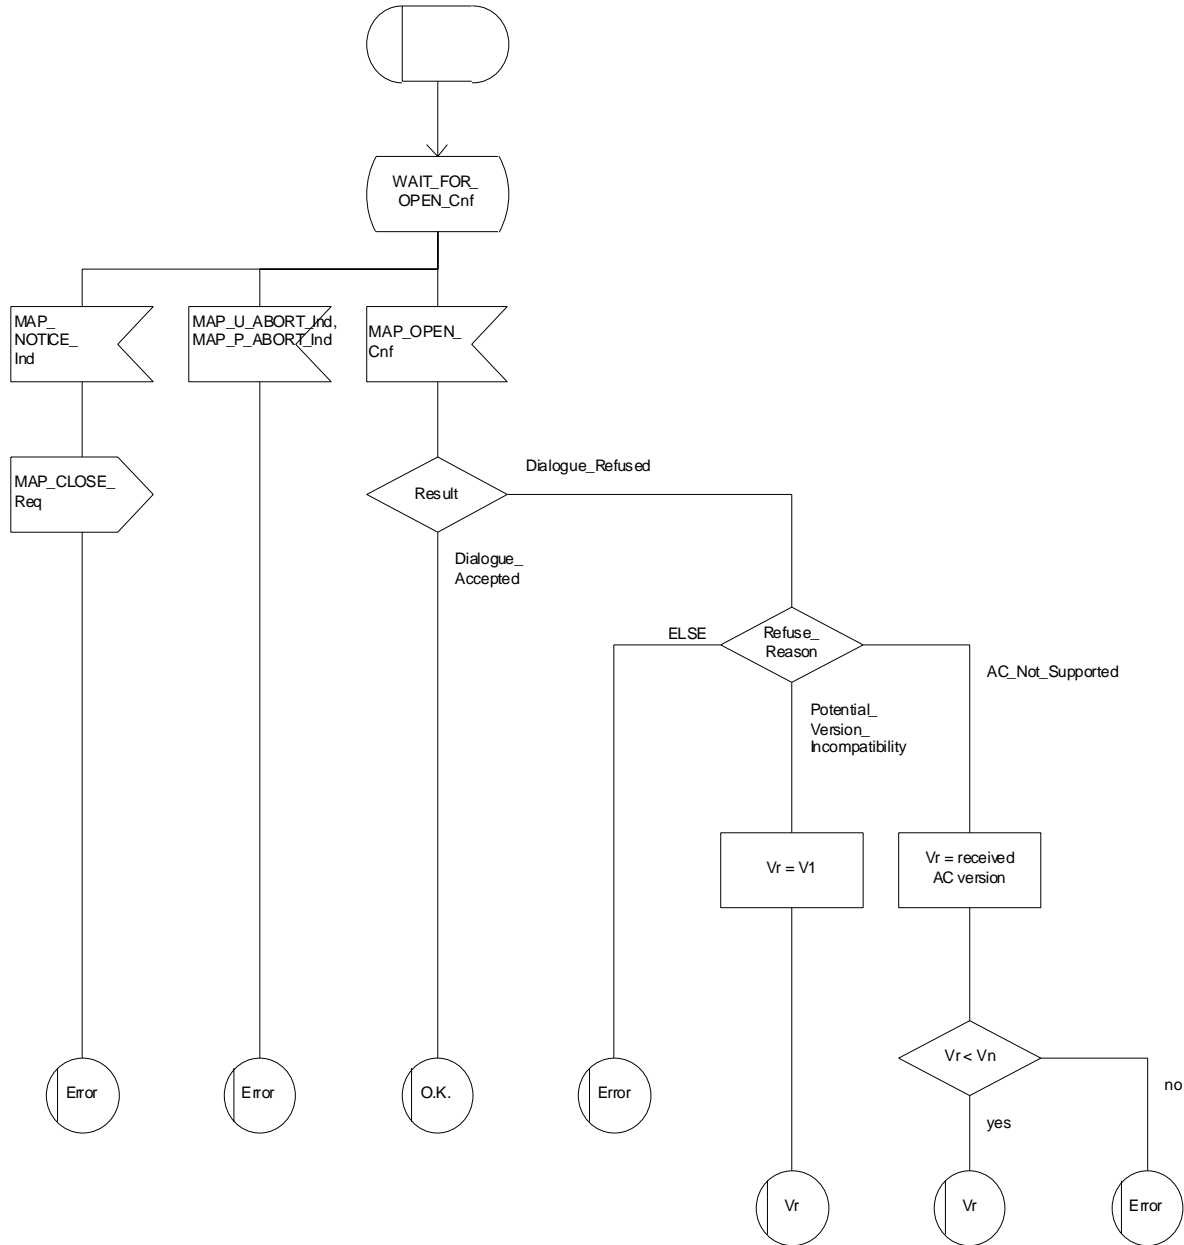 WAIT_FOR_
OPEN_Cnf
MAP_
NOTICE_
Ind
MAP_U_ABORT_Ind,
MAP_P_ABORT_Ind
MAP_OPEN_
Cnf
MAP_CLOSE_
Req
Result
Dialogue_Refused
Dialogue_
Accepted
ELSE
Refuse_
Reason
AC_Not_Supported
Potential_
Version_
Incompatibility
Vr = V1
Vr = received
AC version
Vr < Vn
no
yes
Error
Error
O.K.
Error
Vr
Vr
Error